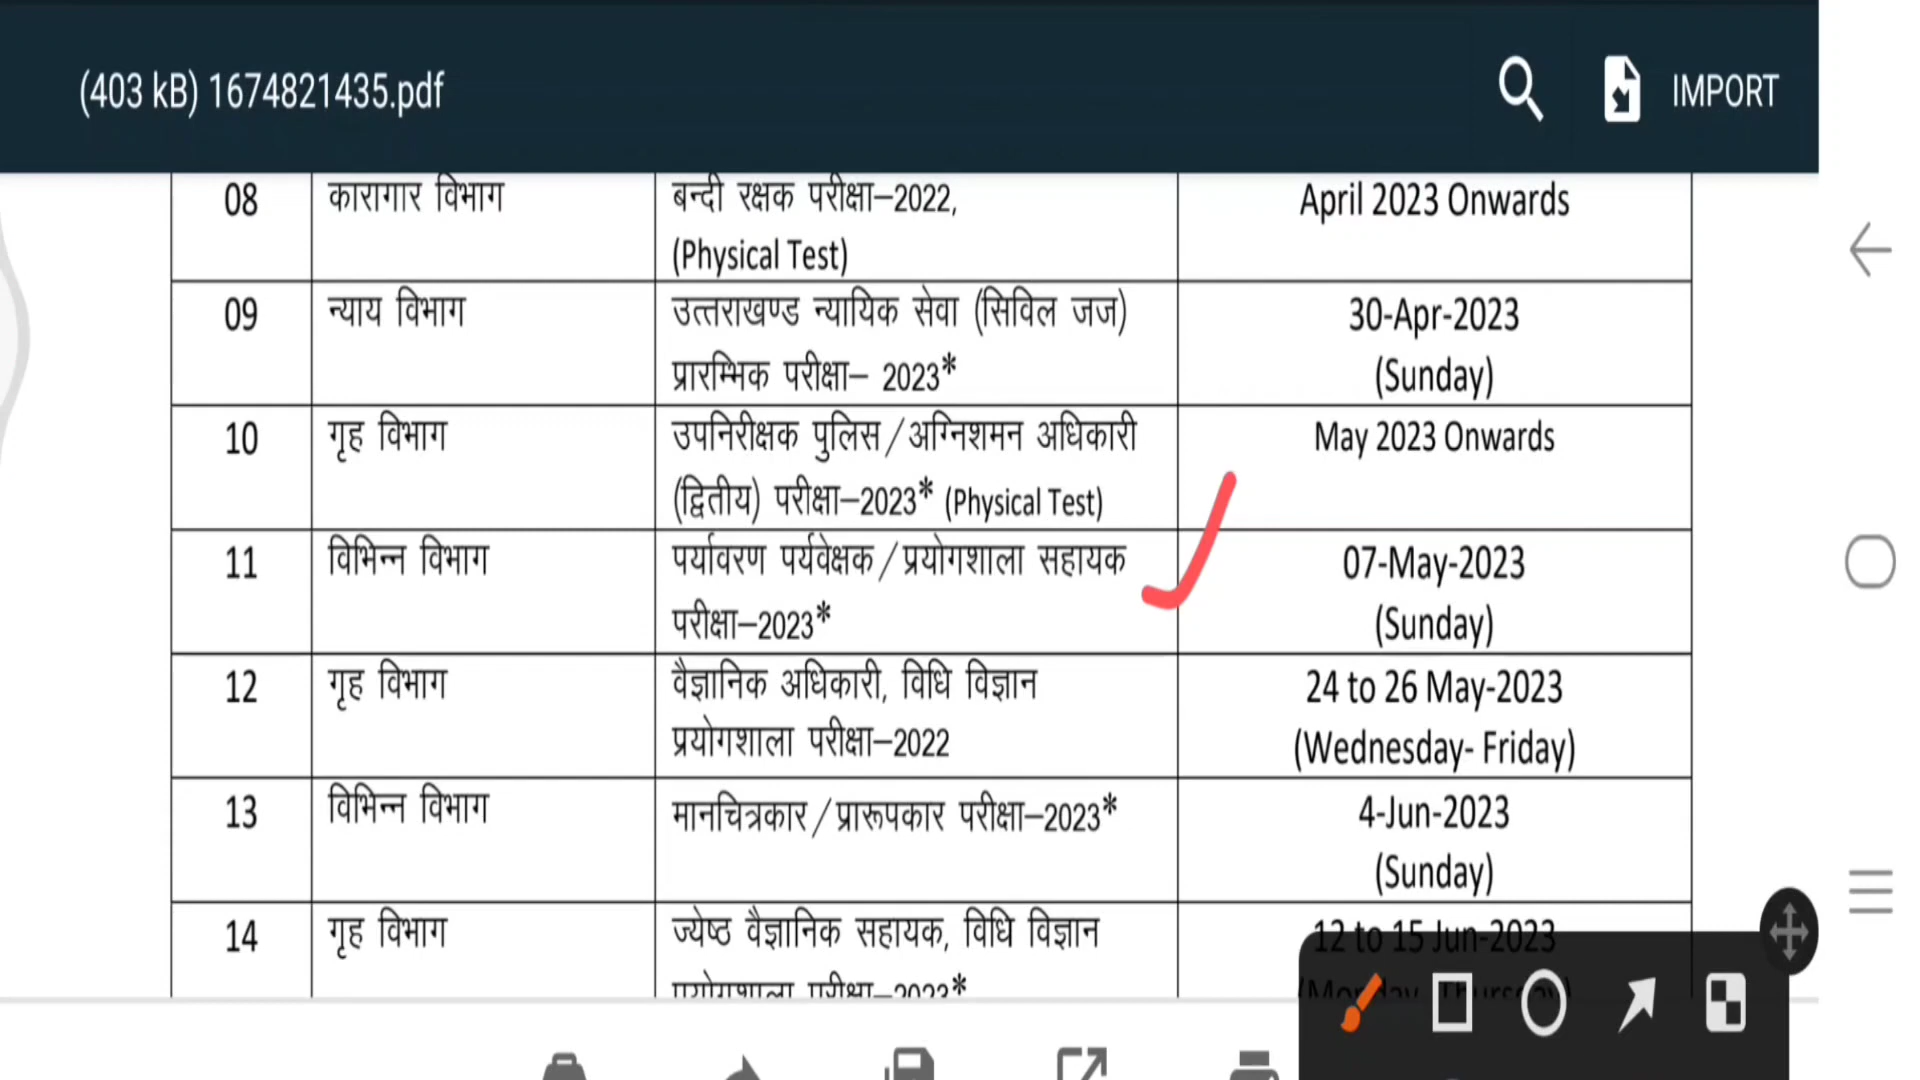 (403 kB) 1674821435.pdf
IMPORT
08 कारागार विभाग बन्दी रक्षक परीक्षा–2022, April 2023 Onwards
(Physical Test)
09 न्याय विभाग उत्तराखण्ड न्यायिक सेवा (सिविल जज) 30-Apr-2023
प्रारम्भिक परीक्षा– 2023* (Sunday)
10 गृह विभाग उपनिरीक्षक पुलिस/अग्निशमन अधिकारी May 2023 Onwards
(द्वितीय) परीक्षा–2023* (Physical Test)
11 विभिन्न विभाग पर्यावरण पर्यवेक्षक/प्रयोगशाला सहायक 07-May-2023
परीक्षा–2023* (Sunday)
12 गृह विभाग वैज्ञानिक अधिकारी, विधि विज्ञान 24 to 26 May-2023
प्रयोगशाला परीक्षा–2022 (Wednesday- Friday)
13 विभिन्न विभाग मानचित्रकार/प्रारूपकार परीक्षा–2023* 4-Jun-2023
(Sunday)
14 गृह विभाग ज्येष्ठ वैज्ञानिक सहायक, विधि विज्ञान 12 to 15 Jun-2023
प्रयोगशाला परीक्षा–2023*